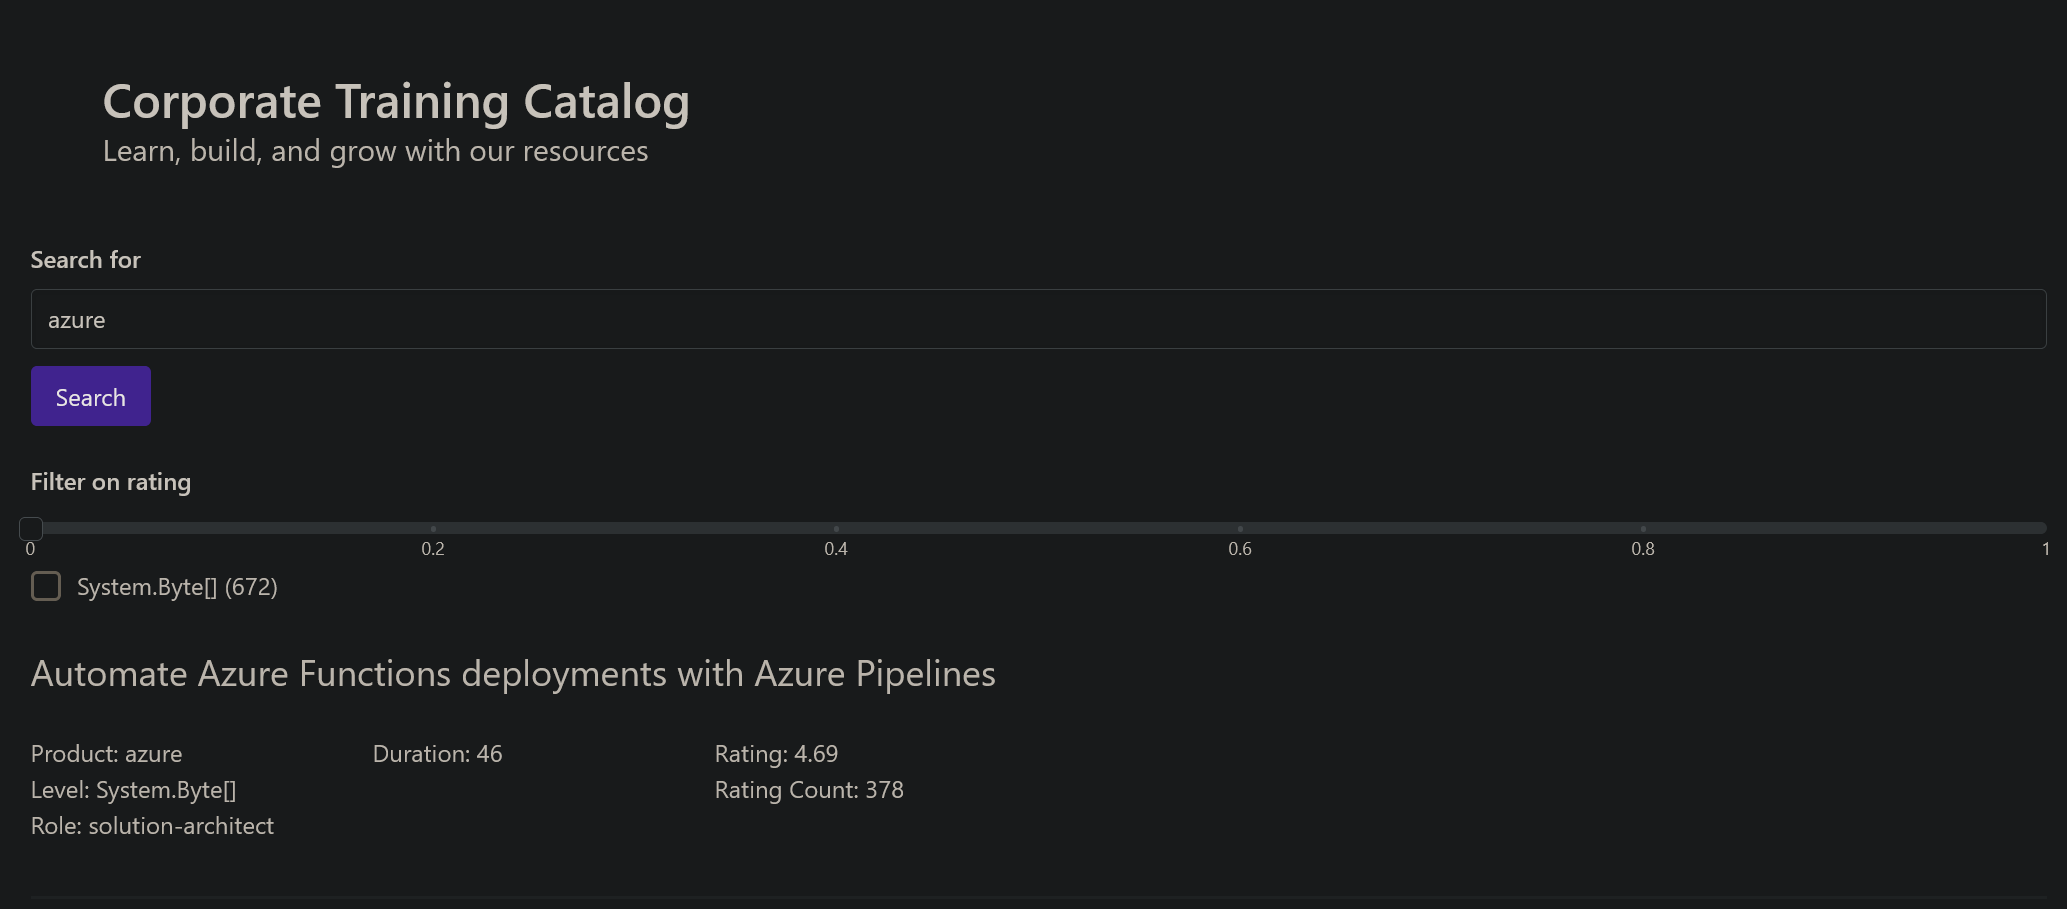 Corporate Training Catalog
Learn, build, and grow with our resources
Search for
azure
Search
Filter on rating
0 0.2 0.4 0.6 0.8 1
System.Byte[] (672)
Automate Azure Functions deployments with Azure Pipelines
Product: azure Duration: 46 Rating: 4.69
Level: System.Byte[] Rating Count: 378
Role: solution-architect